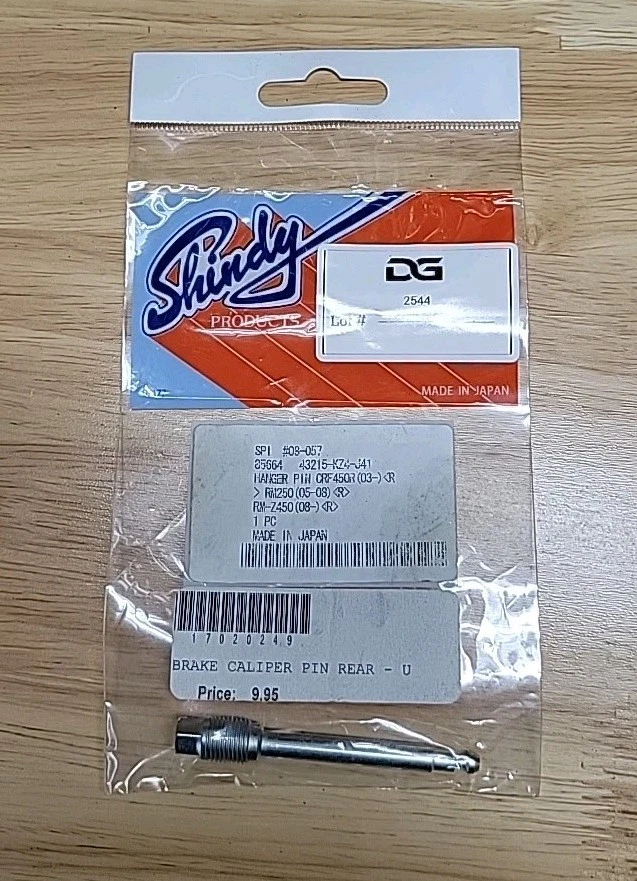 Shindy
PRODUCTS
DG
2544
Lot #
MADE IN JAPAN
SPI #08-057
85664 43215-KZ4-J41
HANGER PIN CRF450R(03-)<R
> RM250(05-08)<R>
RM-Z450(08-)<R>
1 PC
MADE IN JAPAN
17020249
BRAKE CALIPER PIN REAR - U
Price: 9.95